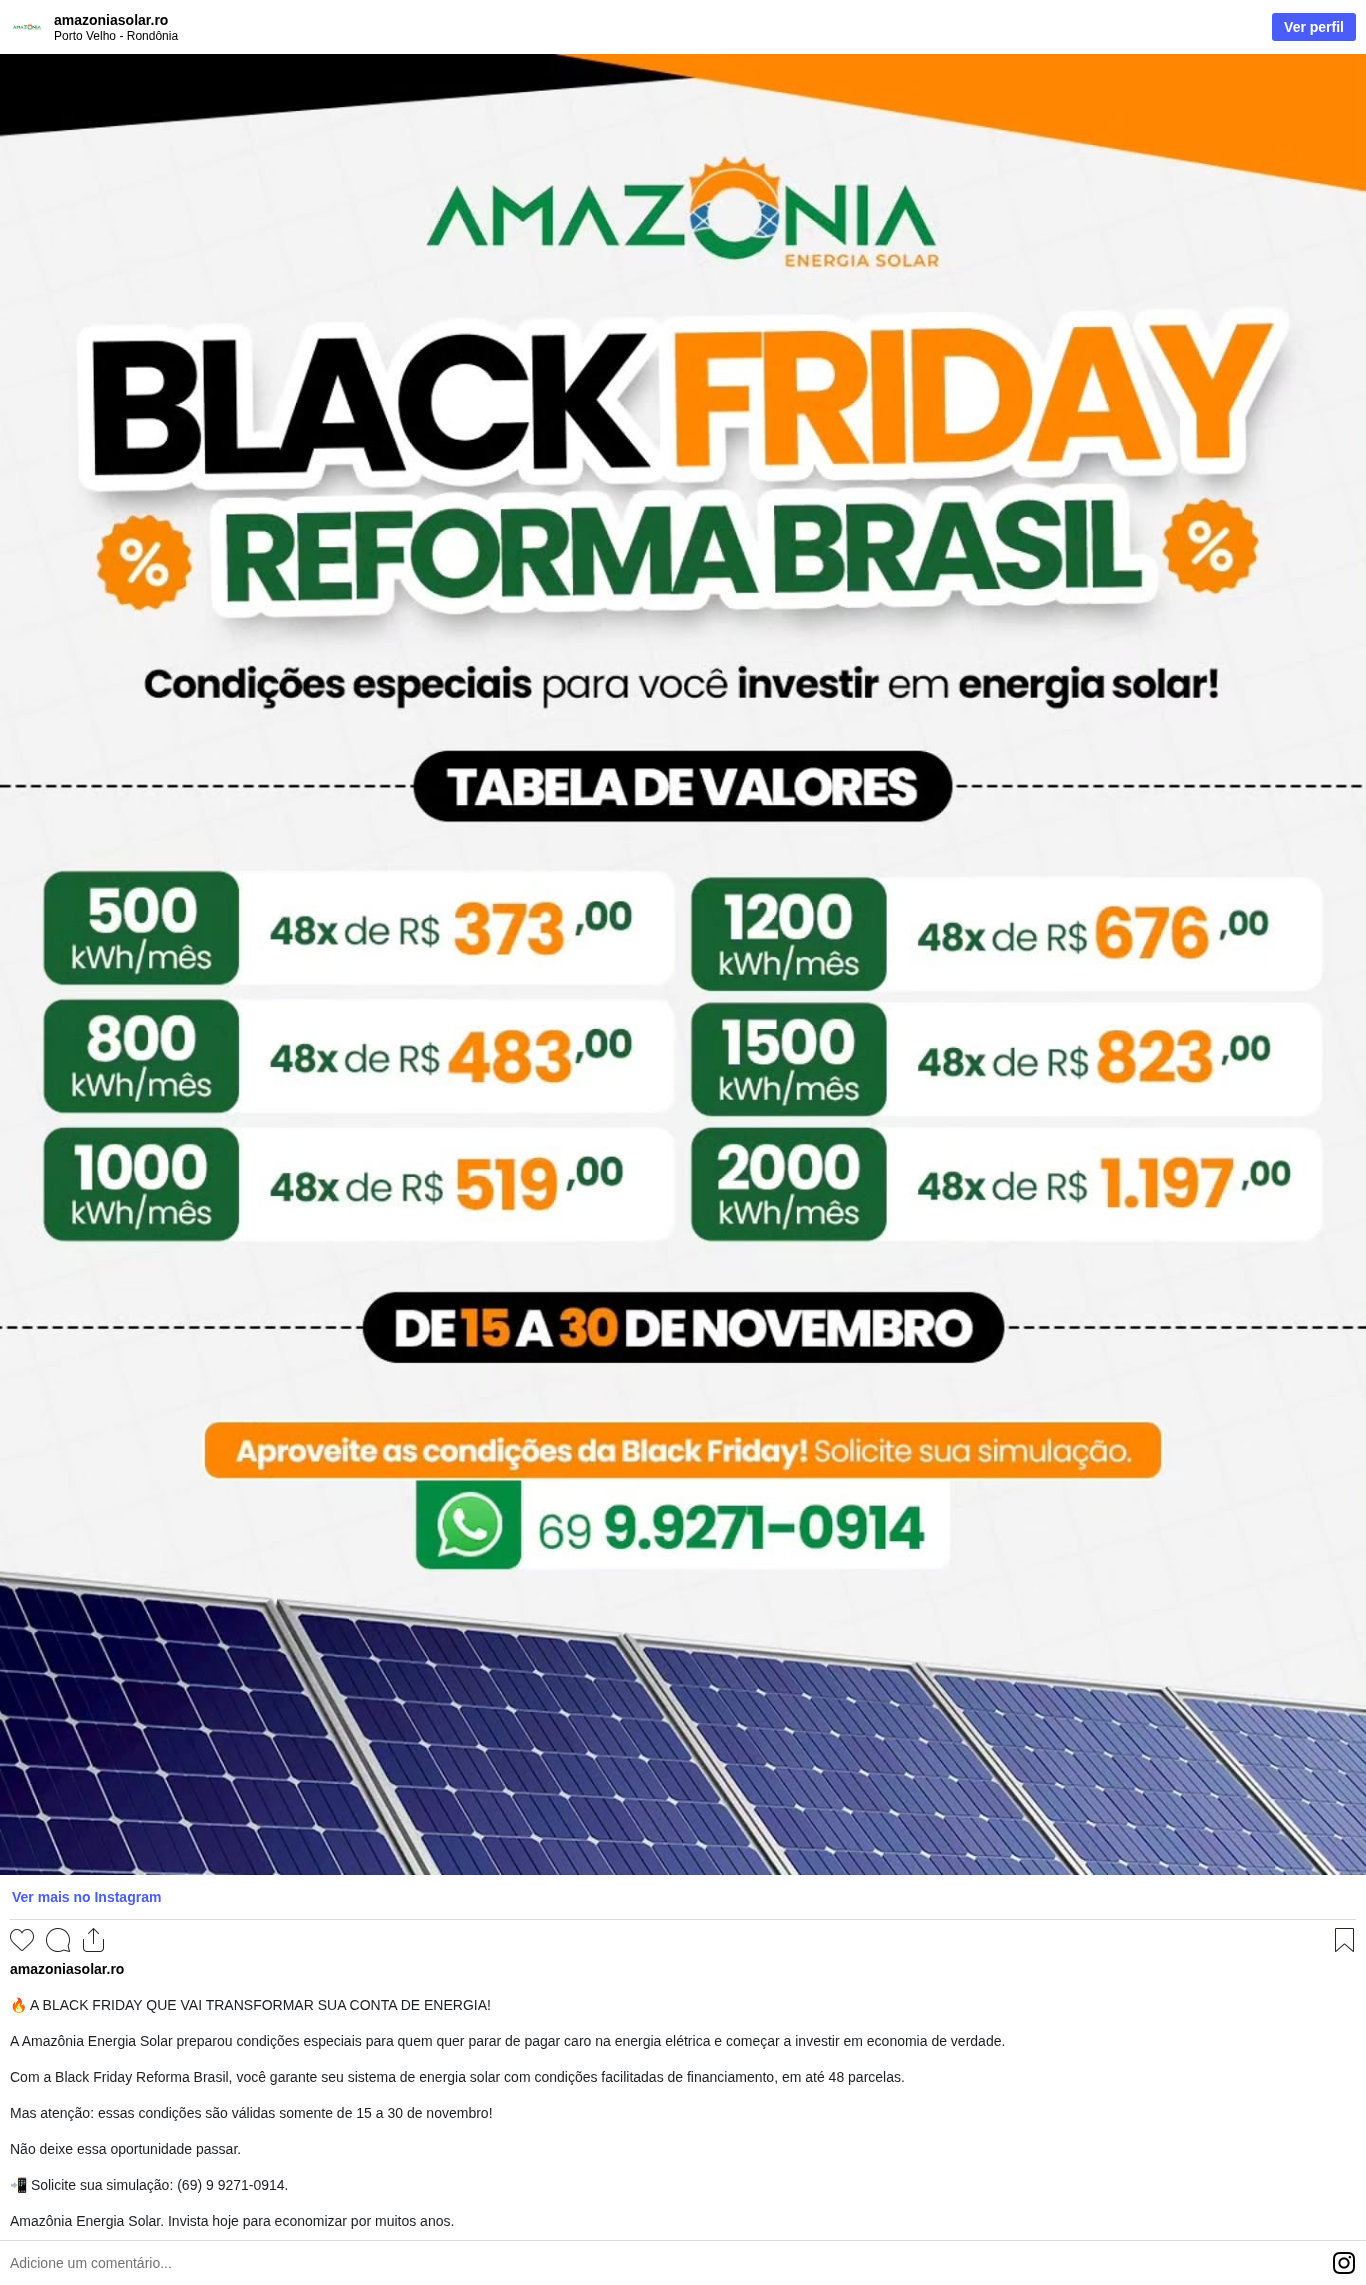 amazoniasolar.ro
Porto Velho - Rondônia
Ver perfil
AMAZONIA
ENERGIA SOLAR
BLACK FRIDAY
REFORMA BRASIL
%
%
Condições especiais para você investir em energia solar!
TABELA DE VALORES
500 kWh/mês 48x de R$ 373,00
800 kWh/mês 48x de R$ 483,00
1000 kWh/mês 48x de R$ 519,00
1200 kWh/mês 48x de R$ 676,00
1500 kWh/mês 48x de R$ 823,00
2000 kWh/mês 48x de R$ 1.197,00
DE 15 A 30 DE NOVEMBRO
Aproveite as condições da Black Friday! Solicite sua simulação.
69 9.9271-0914
Ver mais no Instagram
amazoniasolar.ro
🔥 A BLACK FRIDAY QUE VAI TRANSFORMAR SUA CONTA DE ENERGIA!
A Amazônia Energia Solar preparou condições especiais para quem quer parar de pagar caro na energia elétrica e começar a investir em economia de verdade.
Com a Black Friday Reforma Brasil, você garante seu sistema de energia solar com condições facilitadas de financiamento, em até 48 parcelas.
Mas atenção: essas condições são válidas somente de 15 a 30 de novembro!
Não deixe essa oportunidade passar.
📲 Solicite sua simulação: (69) 9 9271-0914.
Amazônia Energia Solar. Invista hoje para economizar por muitos anos.
Adicione um comentário...